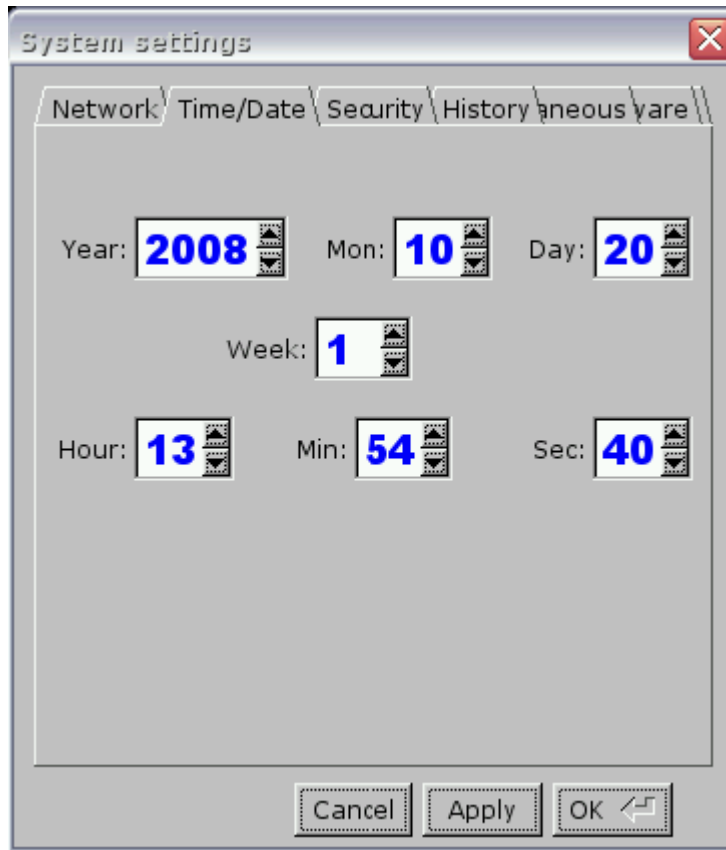 System settings
Network Time/Date Security History aneous vare
Year: 2008 Mon: 10 Day: 20
Week: 1
Hour: 13 Min: 54 Sec: 40
Cancel Apply OK